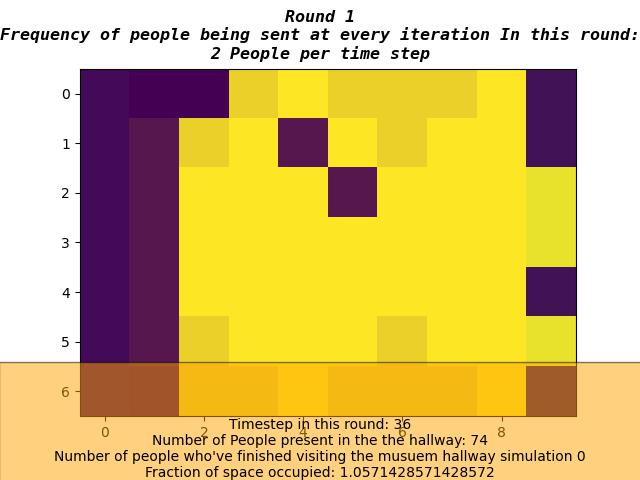 Round 1
Frequency of people being sent at every iteration In this round:
2 People per time step
0
1
2
3
4
5
6
0 2 4 6 8
Timestep in this round: 36
Number of People present in the the hallway: 74
Number of people who've finished visiting the musuem hallway simulation 0
Fraction of space occupied: 1.0571428571428572